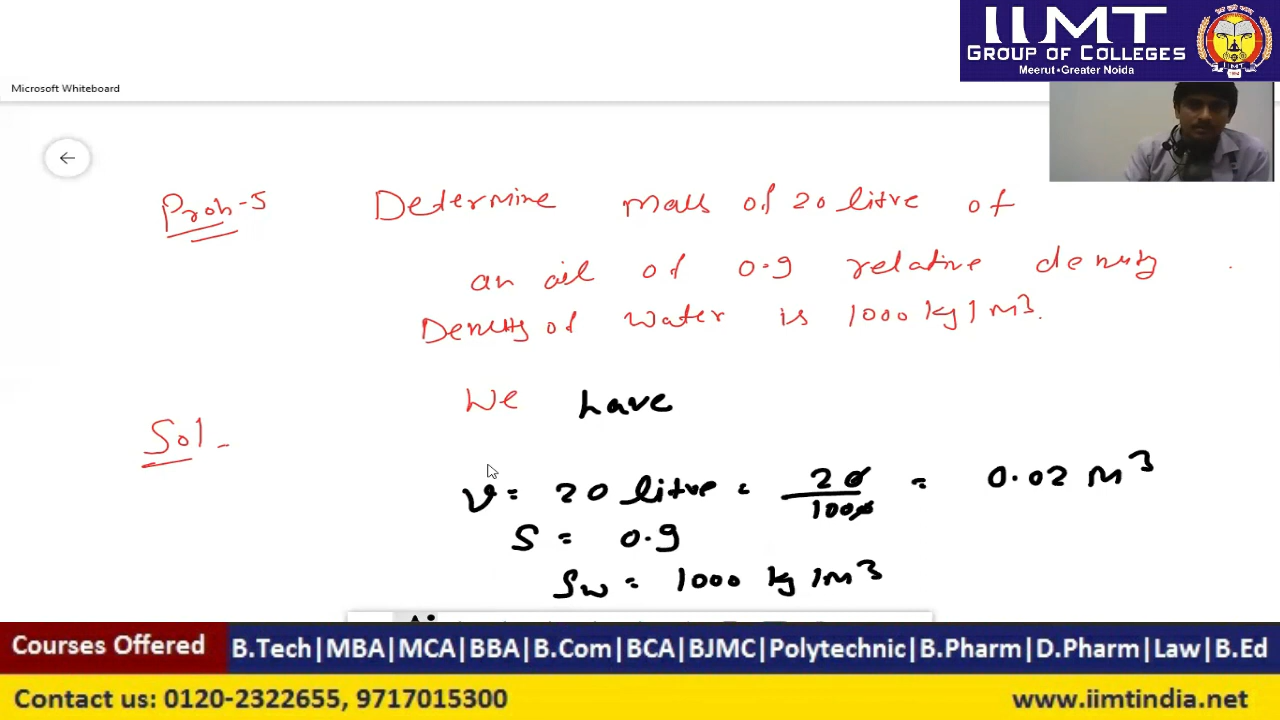 IIMT
GROUP OF COLLEGES
Meerut•Greater Noida
Microsoft Whiteboard
Prob-5 Determine mass of 20 litre of
an oil of 0.9 relative density
Density of water is 1000 kg/m3.
We have
Sol-
V = 20 litre = 20/1000 = 0.02 m3
S = 0.9
ρw = 1000 kg/m3
Courses Offered B.Tech|MBA|MCA|BBA|B.Com|BCA|BJMC|Polytechnic|B.Pharm|D.Pharm|Law|B.Ed
Contact us: 0120-2322655, 9717015300 www.iimtindia.net